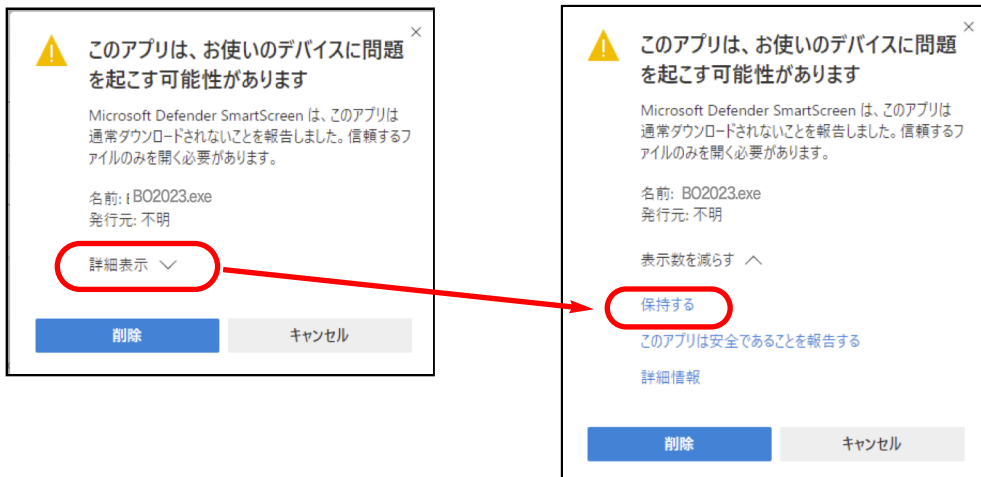 このアプリは、お使いのデバイスに問題
を起こす可能性があります
Microsoft Defender SmartScreen は、このアプリは
通常ダウンロードされないことを報告しました。信頼するフ
ァイルのみを開く必要があります。
名前: BO2023.exe
発行元: 不明
詳細表示
削除
キャンセル
このアプリは、お使いのデバイスに問題
を起こす可能性があります
Microsoft Defender SmartScreen は、このアプリは
通常ダウンロードされないことを報告しました。信頼するフ
ァイルのみを開く必要があります。
名前: BO2023.exe
発行元: 不明
表示数を減らす
保持する
このアプリは安全であることを報告する
詳細情報
削除
キャンセル